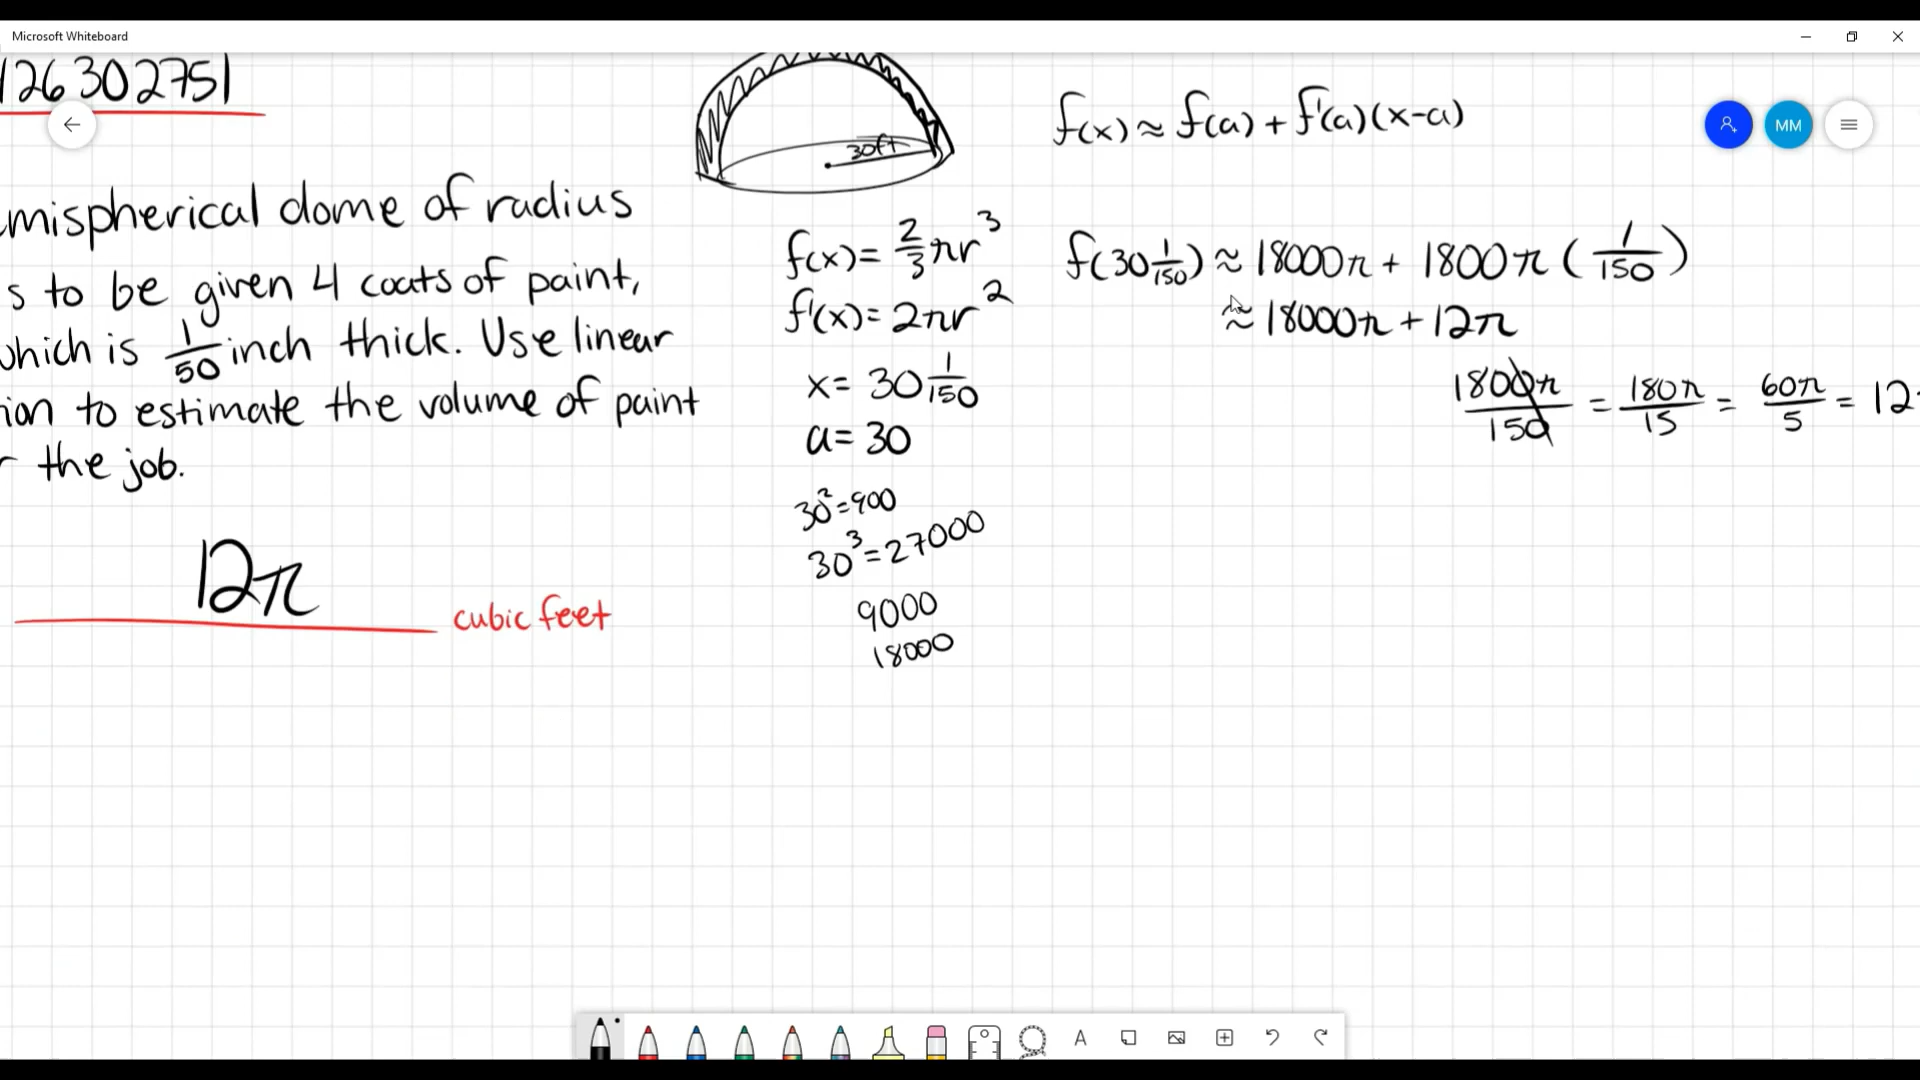 Microsoft Whiteboard
126302751
MM
30ft
f(x) ≈ f(a) + f'(a)(x-a)
mispherical dome of radius
s to be given 4 coats of paint,
which is 1/50 inch thick. Use linear
ion to estimate the volume of paint
the job.
12π
cubic feet
f(x) = 2/3 πr³
f'(x) = 2πr²
x = 30 1/150
a = 30
30² = 900
30³ = 27000
9000
18000
f(30 1/150) ≈ 18000π + 1800π (1/150)
≈ 18000π + 12π
1800π/150 = 180π/15 = 60π/5 = 12
A